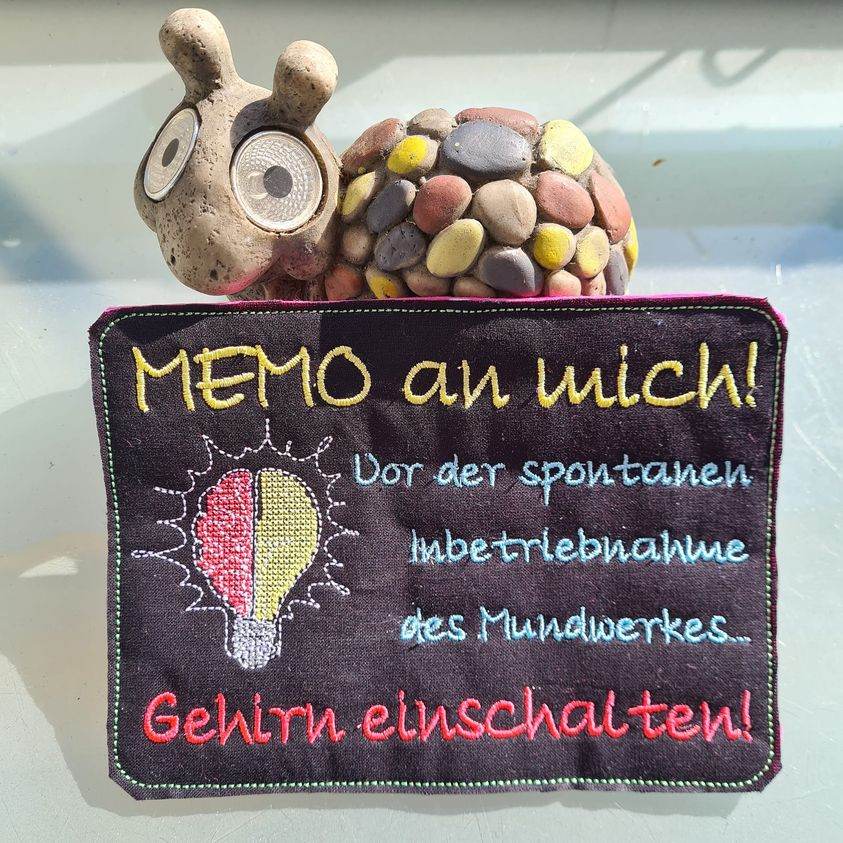 MEMO an mich!
Vor der spontanen
Inbetriebnahme
des Mundwerkes...
Gehirn einschalten!